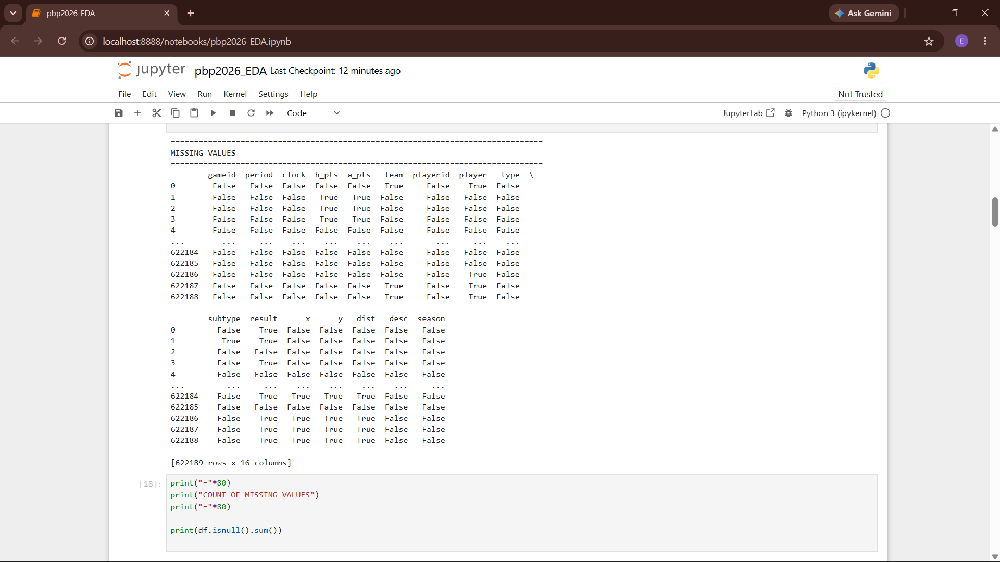 pbp2026_EDA
Ask Gemini
localhost:8888/notebooks/pbp2026_EDA.ipynb
E
jupyter pbp2026_EDA Last Checkpoint: 12 minutes ago
File Edit View Run Kernel Settings Help
Not Trusted
Code
JupyterLab
Python 3 (ipykernel)
================================================================================
MISSING VALUES
================================================================================
        gameid  period  clock  h_pts  a_pts   team  playerid  player   type  \
0        False   False  False  False  False   True     False    True  False
1        False   False  False   True   True  False     False   False  False
2        False   False  False   True   True  False     False   False  False
3        False   False  False   True   True  False     False   False  False
4        False   False  False  False  False  False     False   False  False
...        ...     ...    ...    ...    ...    ...       ...     ...    ...
622184   False   False  False  False  False  False     False   False  False
622185   False   False  False  False  False  False     False   False  False
622186   False   False  False  False  False  False     False    True  False
622187   False   False  False  False  False   True     False    True  False
622188   False   False  False  False  False   True     False    True  False
        subtype  result      x      y   dist   desc  season
0         False    True  False  False  False  False   False
1          True    True  False  False  False  False   False
2         False   False  False  False  False  False   False
3         False    True  False  False  False  False   False
4         False   False  False  False  False  False   False
...         ...     ...    ...    ...    ...    ...     ...
622184    False    True   True   True   True  False   False
622185    False   False  False  False  False  False   False
622186    False    True   True   True   True  False   False
622187    False    True   True   True   True  False   False
622188    False    True   True   True   True  False   False
[622189 rows x 16 columns]
[18]:
print("="*80)
print("COUNT OF MISSING VALUES")
print("="*80)
print(df.isnull().sum())
================================================================================